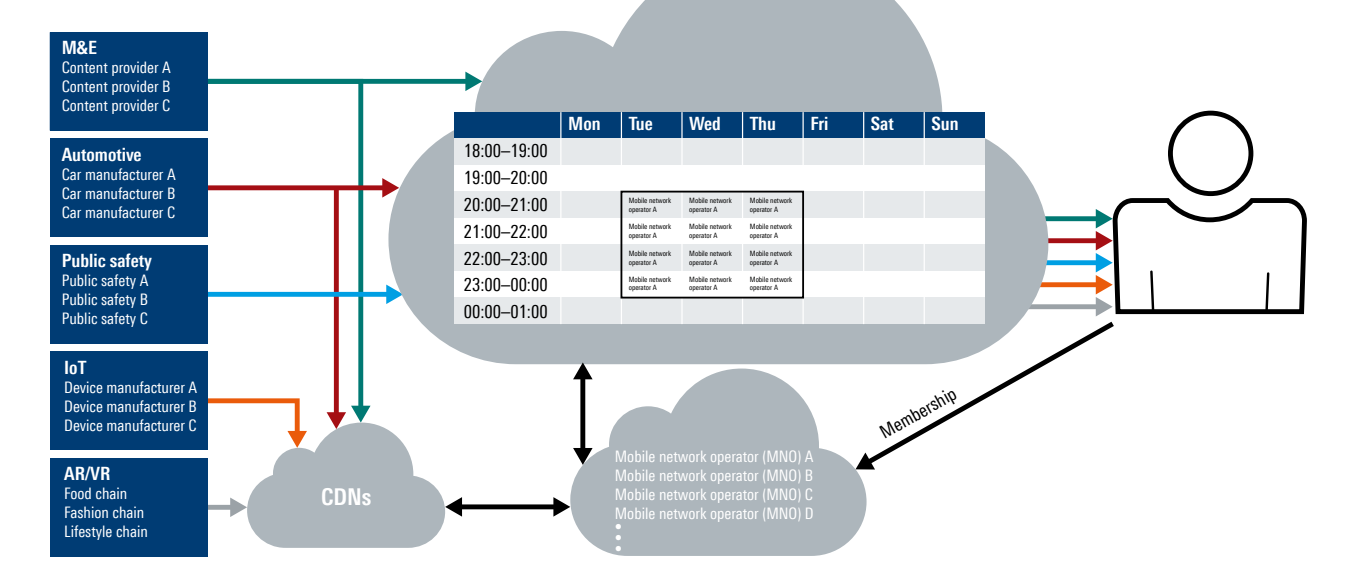 M&E
Content provider A
Content provider B
Content provider C
Automotive
Car manufacturer A
Car manufacturer B
Car manufacturer C
Public safety
Public safety A
Public safety B
Public safety C
IoT
Device manufacturer A
Device manufacturer B
Device manufacturer C
AR/VR
Food chain
Fashion chain
Lifestyle chain
CDNs
Mon Tue Wed Thu Fri Sat Sun
18:00–19:00
19:00–20:00
20:00–21:00
Mobile network Mobile network Mobile network
operator A operator A operator A
21:00–22:00
Mobile network Mobile network Mobile network
operator A operator A operator A
22:00–23:00
Mobile network Mobile network Mobile network
operator A operator A operator A
23:00–00:00
Mobile network Mobile network Mobile network
operator A operator A operator A
00:00–01:00
Mobile network operator (MNO) A
Mobile network operator (MNO) B
Mobile network operator (MNO) C
Mobile network operator (MNO) D
Membership